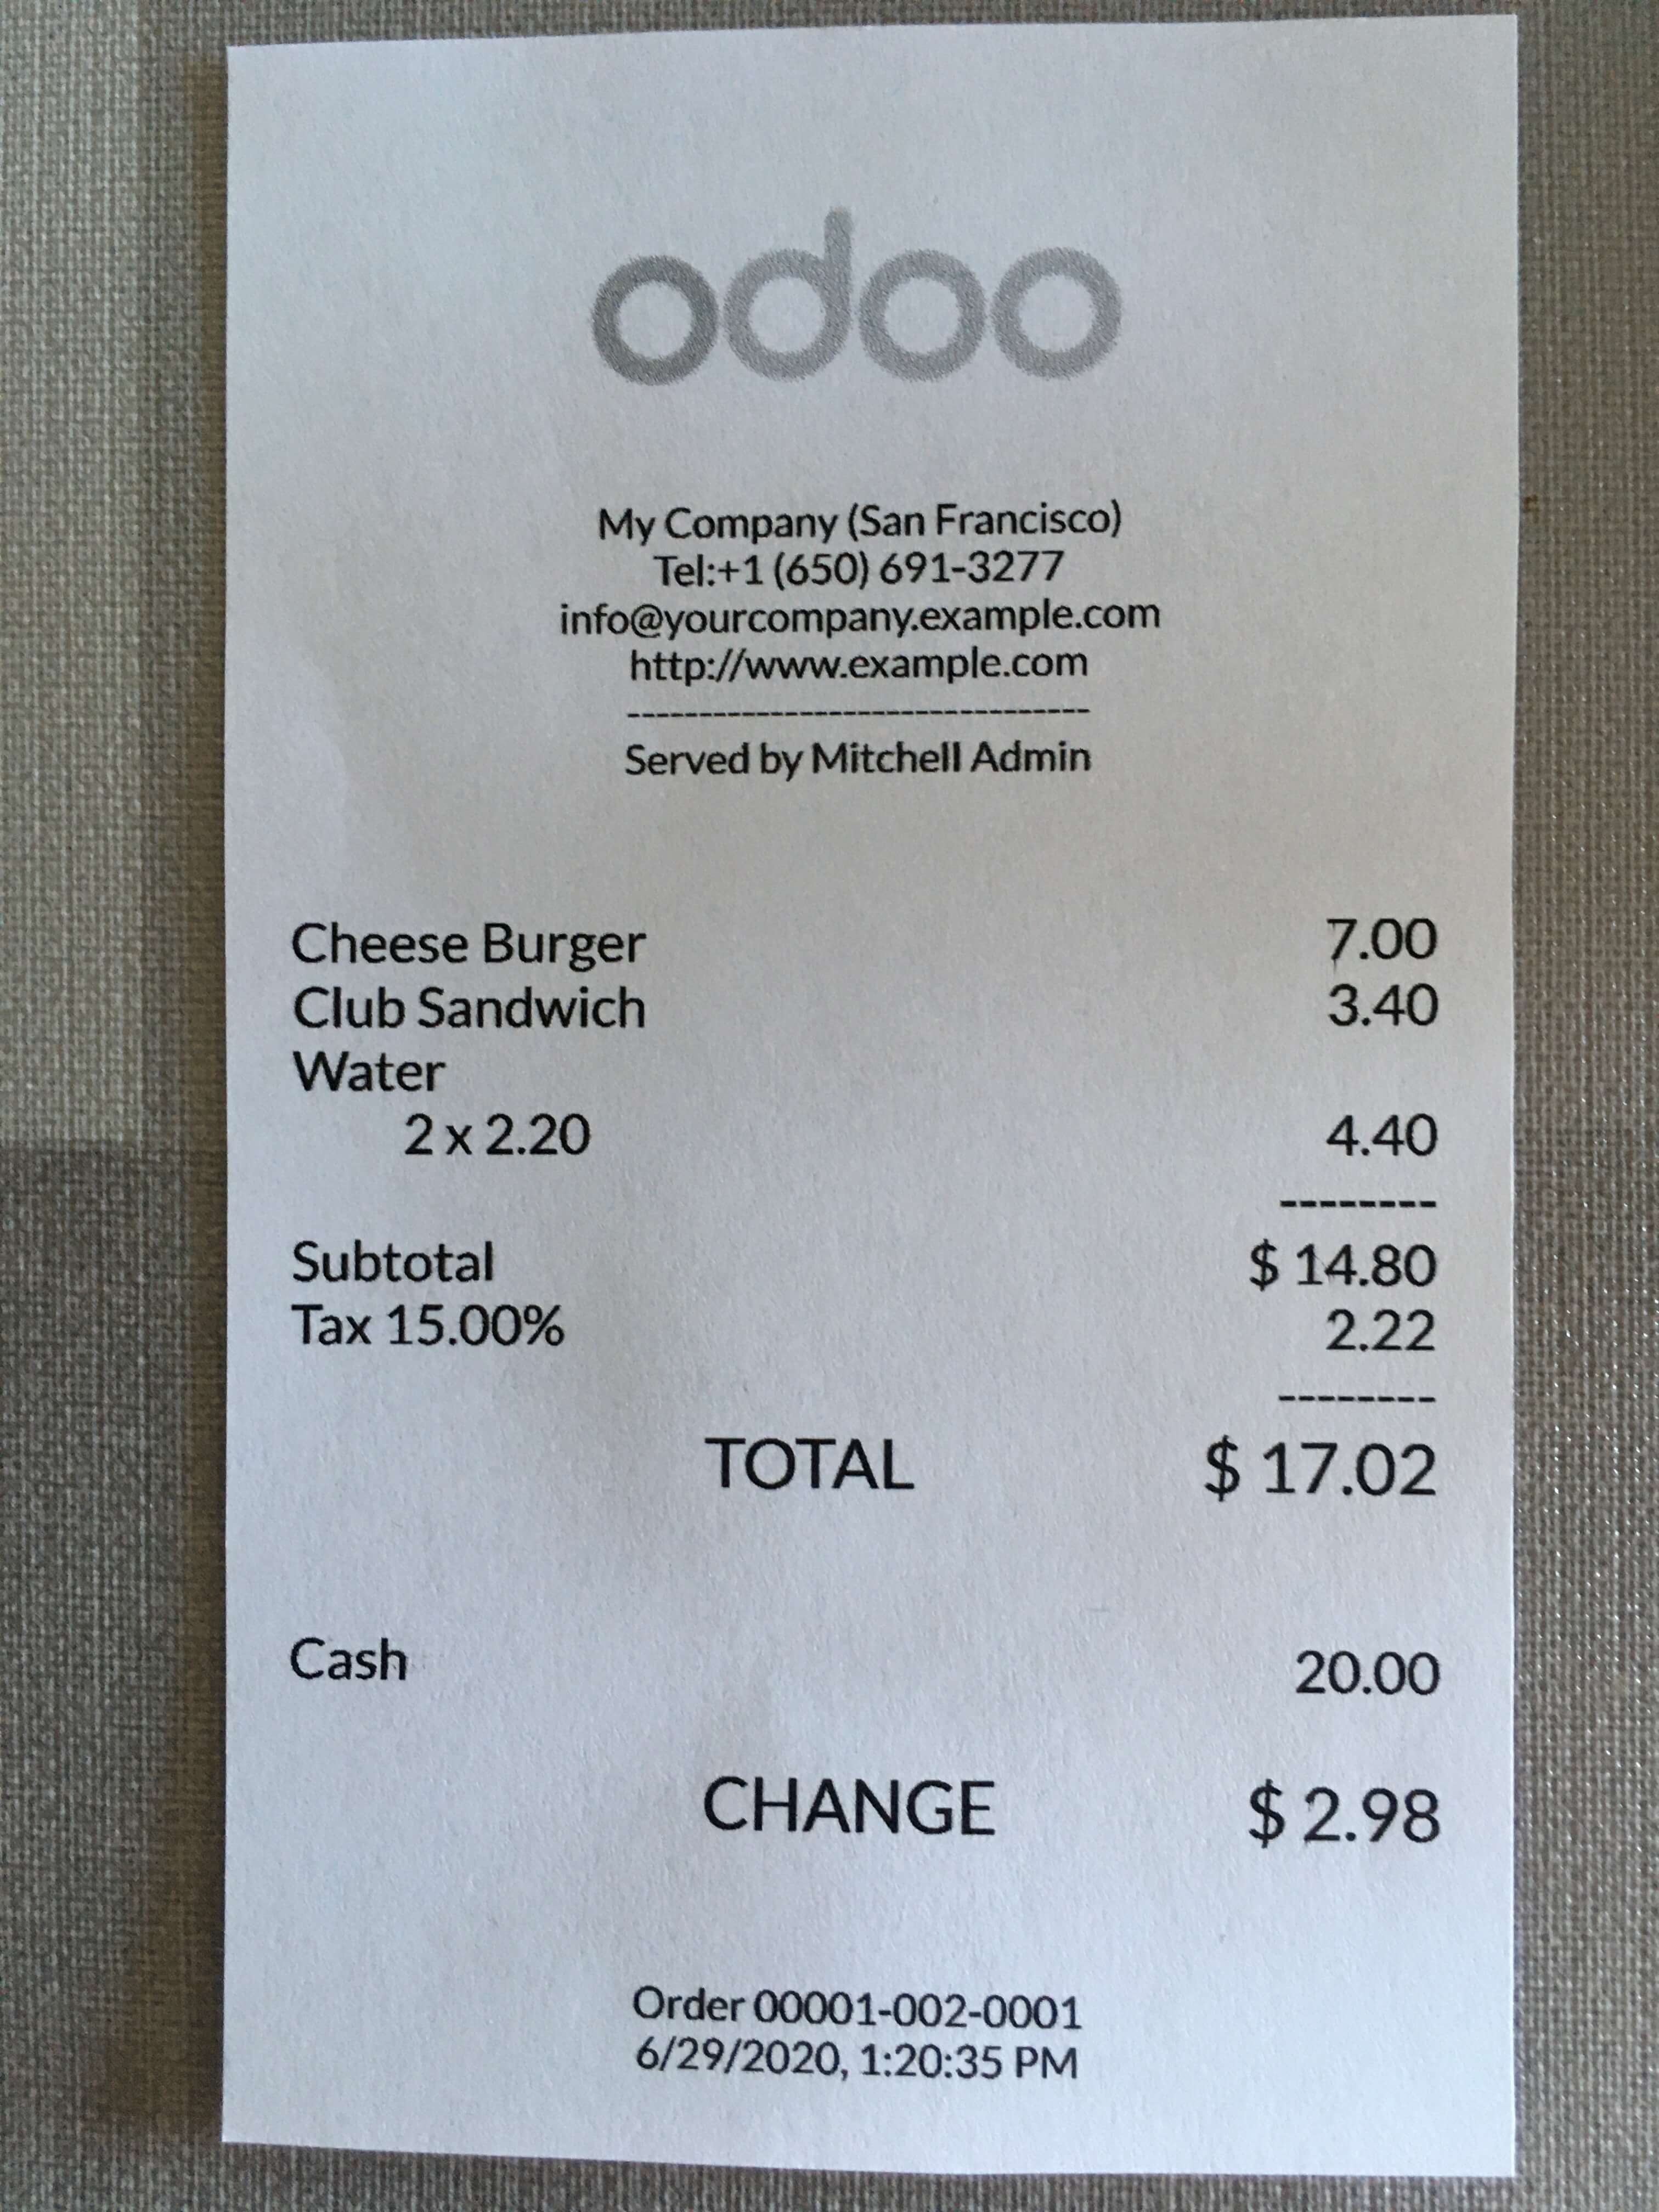 odoo
My Company (San Francisco)
Tel:+1 (650) 691-3277
info@yourcompany.example.com
http://www.example.com
--------------------------------
Served by Mitchell Admin
Cheese Burger 7.00
Club Sandwich 3.40
Water
2 x 2.20 4.40
--------
Subtotal $ 14.80
Tax 15.00% 2.22
--------
TOTAL $ 17.02
Cash 20.00
CHANGE $ 2.98
Order 00001-002-0001
6/29/2020, 1:20:35 PM